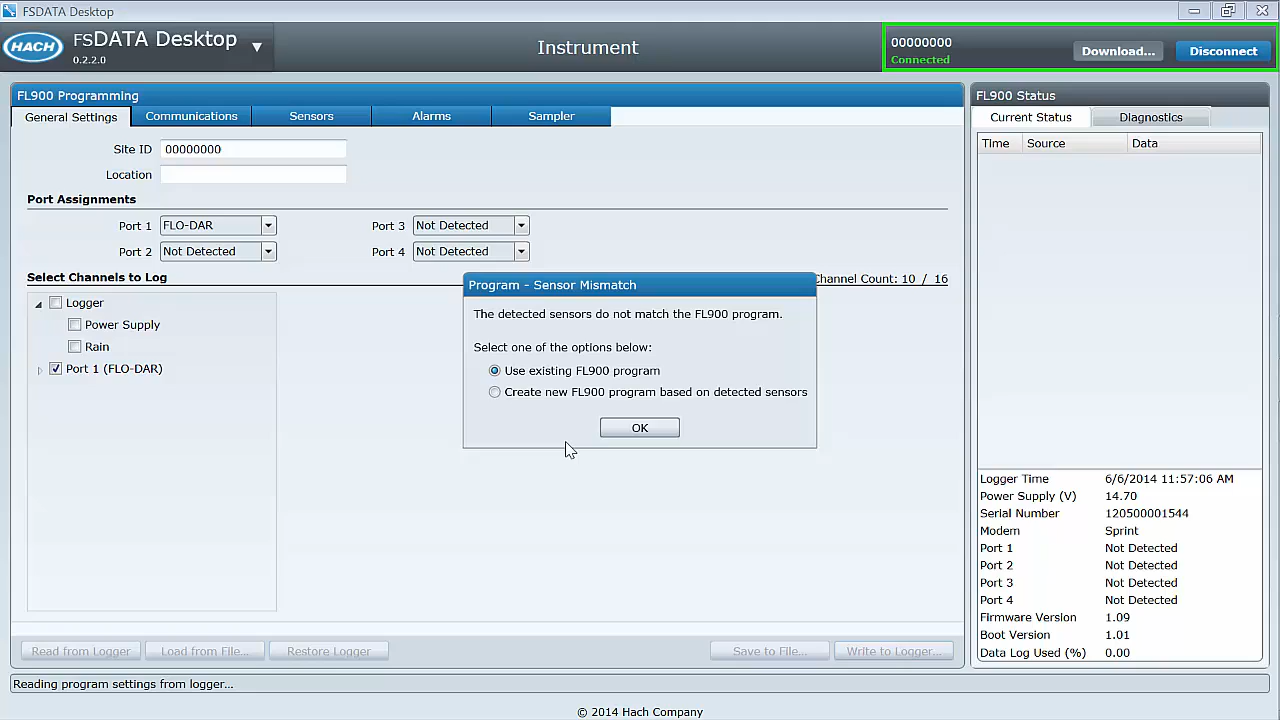 FSDATA Desktop
HACH
FSDATA Desktop
0.2.2.0
Instrument
00000000
Connected
Download...
Disconnect
FL900 Programming
General Settings
Communications
Sensors
Alarms
Sampler
Site ID
00000000
Location
Port Assignments
Port 1
FLO-DAR
Port 3
Not Detected
Port 2
Not Detected
Port 4
Not Detected
Select Channels to Log
Channel Count: 10 / 16
Logger
Power Supply
Rain
Port 1 (FLO-DAR)
Program - Sensor Mismatch
The detected sensors do not match the FL900 program.
Select one of the options below:
Use existing FL900 program
Create new FL900 program based on detected sensors
OK
Read from Logger
Load from File...
Restore Logger
Save to File...
Write to Logger...
FL900 Status
Current Status
Diagnostics
Time
Source
Data
Logger Time 6/6/2014 11:57:06 AM
Power Supply (V) 14.70
Serial Number 120500001544
Modem Sprint
Port 1 Not Detected
Port 2 Not Detected
Port 3 Not Detected
Port 4 Not Detected
Firmware Version 1.09
Boot Version 1.01
Data Log Used (%) 0.00
Reading program settings from logger...
© 2014 Hach Company